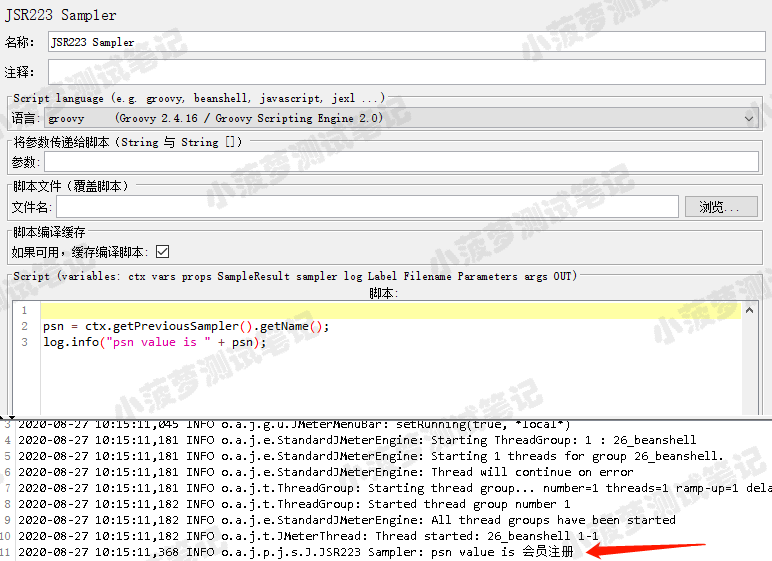 JSR223 Sampler
名称： JSR223 Sampler
注释：
Script language (e.g. groovy, beanshell, javascript, jexl ...)
语言： groovy (Groovy 2.4.16 / Groovy Scripting Engine 2.0)
将参数传递给脚本（String 与 String []）
参数：
脚本文件（覆盖脚本）
文件名： 浏览...
脚本编译缓存
如果可用，缓存编译脚本：
Script (variables: ctx vars props SampleResult sampler log Label Filename Parameters args OUT)
脚本：
1
2 psn = ctx.getPreviousSampler().getName();
3 log.info("psn value is " + psn);
3 2020-08-27 10:15:11,045 INFO o.a.j.g.u.JMeterMenuBar: setRunning(true, *local*)
4 2020-08-27 10:15:11,181 INFO o.a.j.e.StandardJMeterEngine: Starting ThreadGroup: 1 : 26_beanshell
5 2020-08-27 10:15:11,181 INFO o.a.j.e.StandardJMeterEngine: Starting 1 threads for group 26_beanshell.
6 2020-08-27 10:15:11,181 INFO o.a.j.e.StandardJMeterEngine: Thread will continue on error
7 2020-08-27 10:15:11,181 INFO o.a.j.t.ThreadGroup: Starting thread group... number=1 threads=1 ramp-up=1 dela
8 2020-08-27 10:15:11,182 INFO o.a.j.t.ThreadGroup: Started thread group number 1
9 2020-08-27 10:15:11,182 INFO o.a.j.e.StandardJMeterEngine: All thread groups have been started
10 2020-08-27 10:15:11,182 INFO o.a.j.t.JMeterThread: Thread started: 26_beanshell 1-1
11 2020-08-27 10:15:11,368 INFO o.a.j.p.j.s.J.JSR223 Sampler: psn value is 会员注册
小菠萝测试笔记